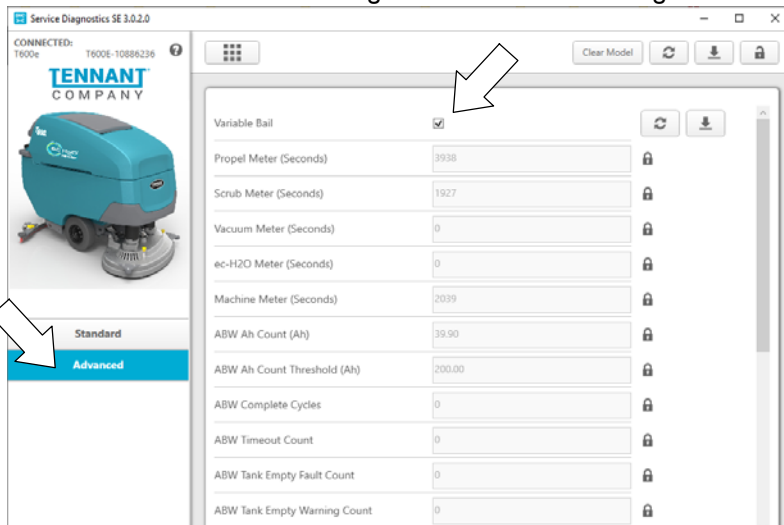 Service Diagnostics SE 3.0.2.0
CONNECTED:
T600e T600E-10886236
TENNANT
COMPANY
Standard
Advanced
Clear Model
Variable Bail
Propel Meter (Seconds) 3938
Scrub Meter (Seconds) 1927
Vacuum Meter (Seconds) 0
ec-H2O Meter (Seconds) 0
Machine Meter (Seconds) 2039
ABW Ah Count (Ah) 39.90
ABW Ah Count Threshold (Ah) 200.00
ABW Complete Cycles 0
ABW Timeout Count 0
ABW Tank Empty Fault Count 0
ABW Tank Empty Warning Count 0